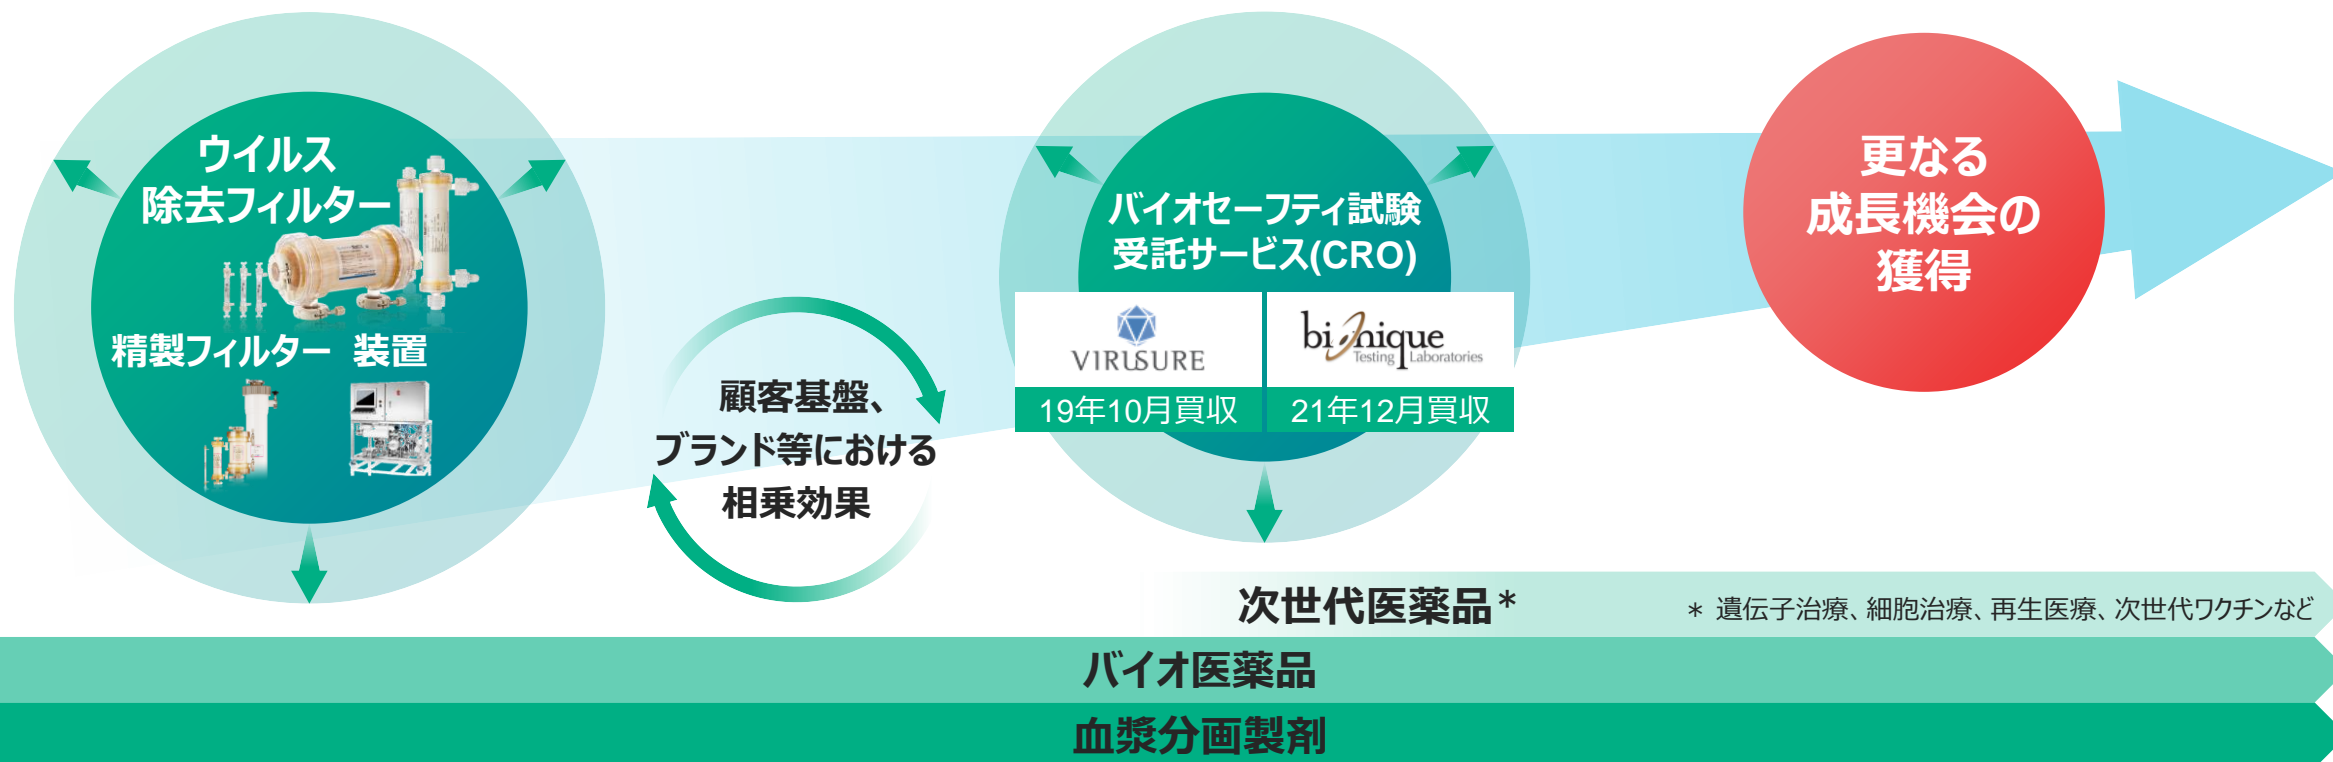 ウイルス
除去フィルター
精製フィルター 装置
顧客基盤、
ブランド等における
相乗効果
バイオセーフティ試験
受託サービス(CRO)
VIRUSURE
bionique
Testing Laboratories
19年10月買収
21年12月買収
更なる
成長機会の
獲得
次世代医薬品*
* 遺伝子治療、細胞治療、再生医療、次世代ワクチンなど
バイオ医薬品
血漿分画製剤